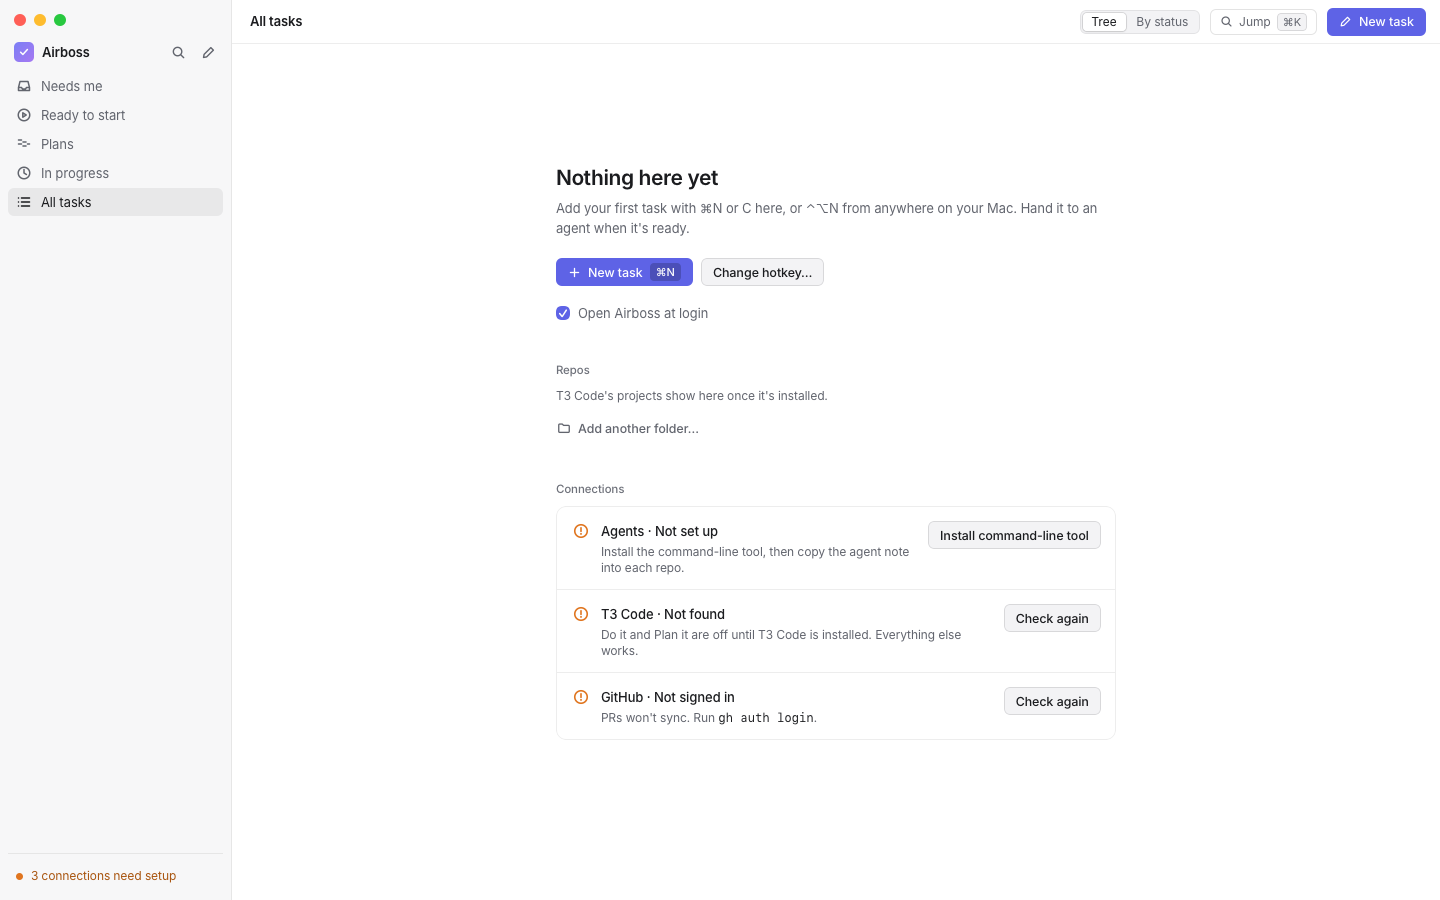 All tasks
Tree
By status
Jump
⌘K
New task
Airboss
Needs me
Ready to start
Plans
In progress
All tasks
Nothing here yet
Add your first task with ⌘N or C here, or ^⌥N from anywhere on your Mac. Hand it to an
agent when it's ready.
New task
⌘N
Change hotkey...
Open Airboss at login
Repos
T3 Code's projects show here once it's installed.
Add another folder...
Connections
Agents · Not set up
Install the command-line tool, then copy the agent note
into each repo.
Install command-line tool
T3 Code · Not found
Do it and Plan it are off until T3 Code is installed. Everything else
works.
Check again
GitHub · Not signed in
PRs won't sync. Run gh auth login.
Check again
3 connections need setup